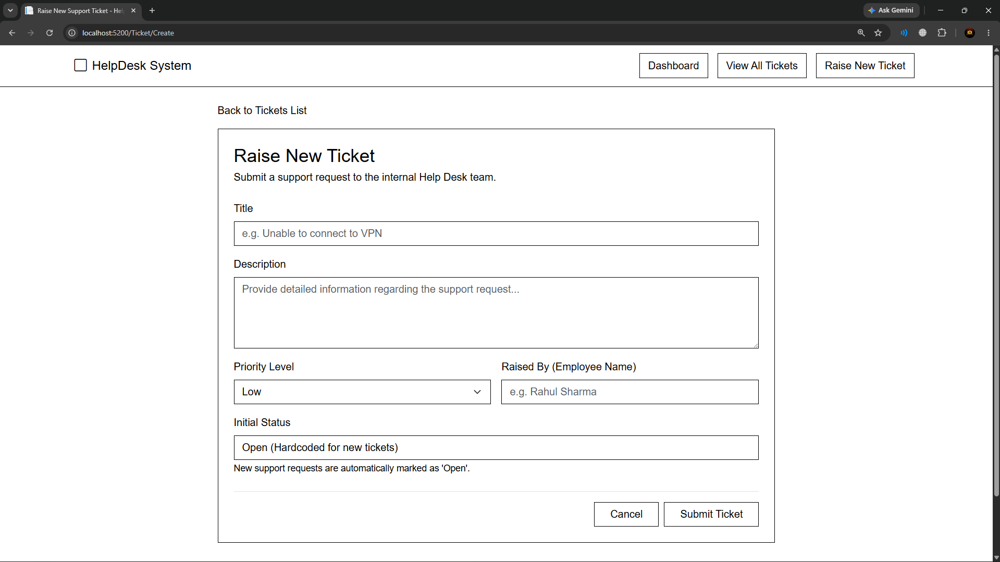 Raise New Support Ticket - Hel
Ask Gemini
localhost:5200/Ticket/Create
HelpDesk System
Dashboard
View All Tickets
Raise New Ticket
Back to Tickets List
Raise New Ticket
Submit a support request to the internal Help Desk team.
Title
e.g. Unable to connect to VPN
Description
Provide detailed information regarding the support request...
Priority Level
Raised By (Employee Name)
Low
e.g. Rahul Sharma
Initial Status
Open (Hardcoded for new tickets)
New support requests are automatically marked as 'Open'.
Cancel
Submit Ticket